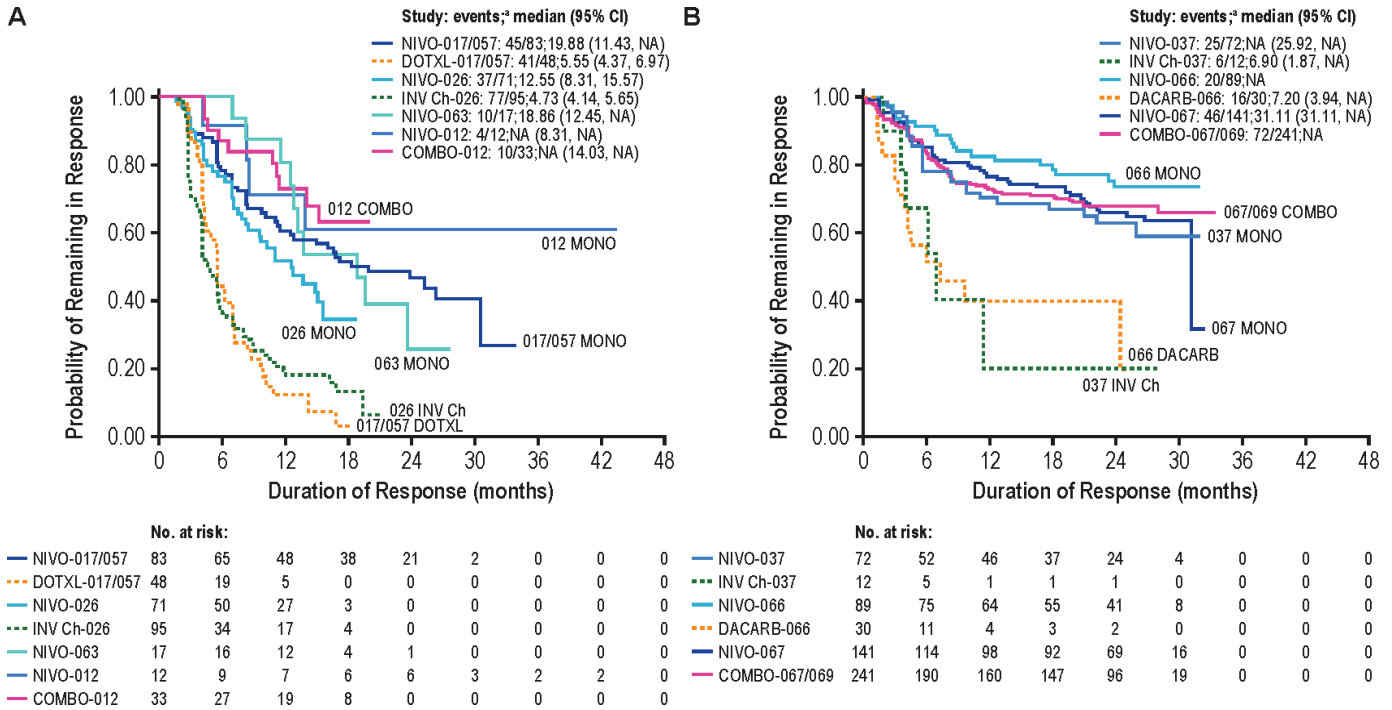 A
Study: events;ᵃ median (95% CI)
NIVO-017/057: 45/83;19.88 (11.43, NA)
DOTXL-017/057: 41/48;5.55 (4.37, 6.97)
NIVO-026: 37/71;12.55 (8.31, 15.57)
INV Ch-026: 77/95;4.73 (4.14, 5.65)
NIVO-063: 10/17;18.86 (12.45, NA)
NIVO-012: 4/12;NA (8.31, NA)
COMBO-012: 10/33;NA (14.03, NA)
Probability of Remaining in Response
1.00
0.80
0.60
0.40
0.20
0.00
012 COMBO
012 MONO
026 MONO
063 MONO
017/057 MONO
026 INV Ch
017/057 DOTXL
0 6 12 18 24 30 36 42 48
Duration of Response (months)
No. at risk:
NIVO-017/057 83 65 48 38 21 2 0 0 0
DOTXL-017/057 48 19 5 0 0 0 0 0 0
NIVO-026 71 50 27 3 0 0 0 0 0
INV Ch-026 95 34 17 4 0 0 0 0 0
NIVO-063 17 16 12 4 1 0 0 0 0
NIVO-012 12 9 7 6 6 3 2 2 0
COMBO-012 33 27 19 8 0 0 0 0 0
B
Study: events;ᵃ median (95% CI)
NIVO-037: 25/72;NA (25.92, NA)
INV Ch-037: 6/12;6.90 (1.87, NA)
NIVO-066: 20/89;NA
DACARB-066: 16/30;7.20 (3.94, NA)
NIVO-067: 46/141;31.11 (31.11, NA)
COMBO-067/069: 72/241;NA
Probability of Remaining in Response
1.00
0.80
0.60
0.40
0.20
0.00
066 MONO
067/069 COMBO
037 MONO
067 MONO
066 DACARB
037 INV Ch
0 6 12 18 24 30 36 42 48
Duration of Response (months)
No. at risk:
NIVO-037 72 52 46 37 24 4 0 0 0
INV Ch-037 12 5 1 1 1 0 0 0 0
NIVO-066 89 75 64 55 41 8 0 0 0
DACARB-066 30 11 4 3 2 0 0 0 0
NIVO-067 141 114 98 92 69 16 0 0 0
COMBO-067/069 241 190 160 147 96 19 0 0 0